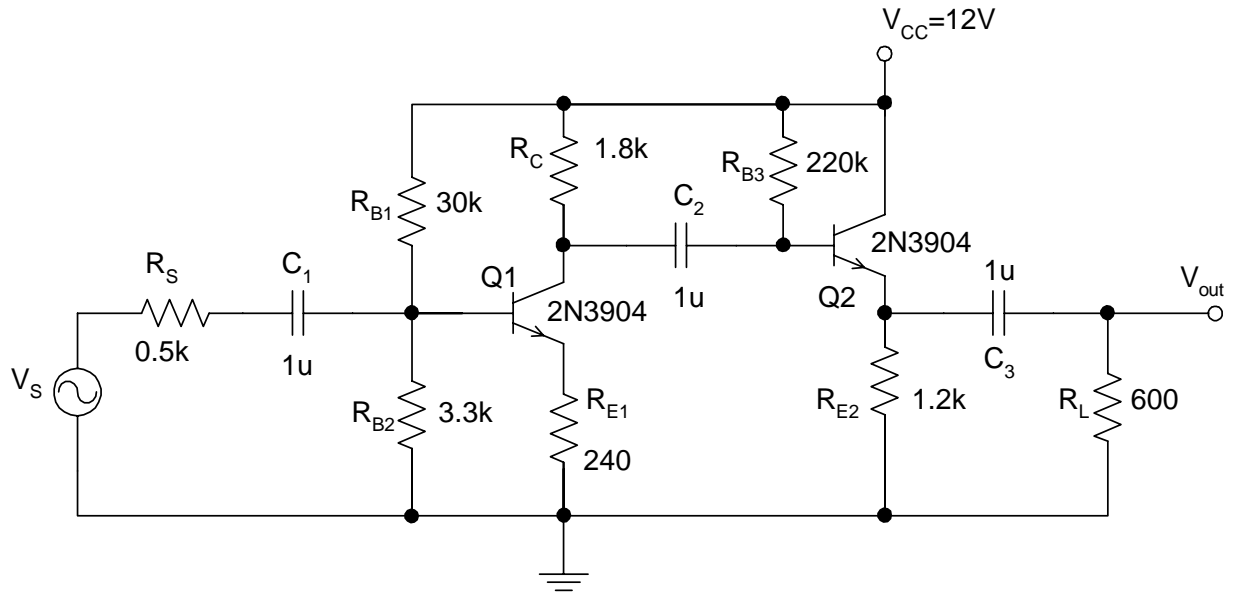 V_CC=12V
R_C 1.8k
R_B3 220k
R_B1 30k
C_2
1u
2N3904
Q2
R_S
0.5k
C_1
1u
Q1
2N3904
1u
C_3
V_out
V_S
R_B2 3.3k
R_E1
240
R_E2 1.2k
R_L 600